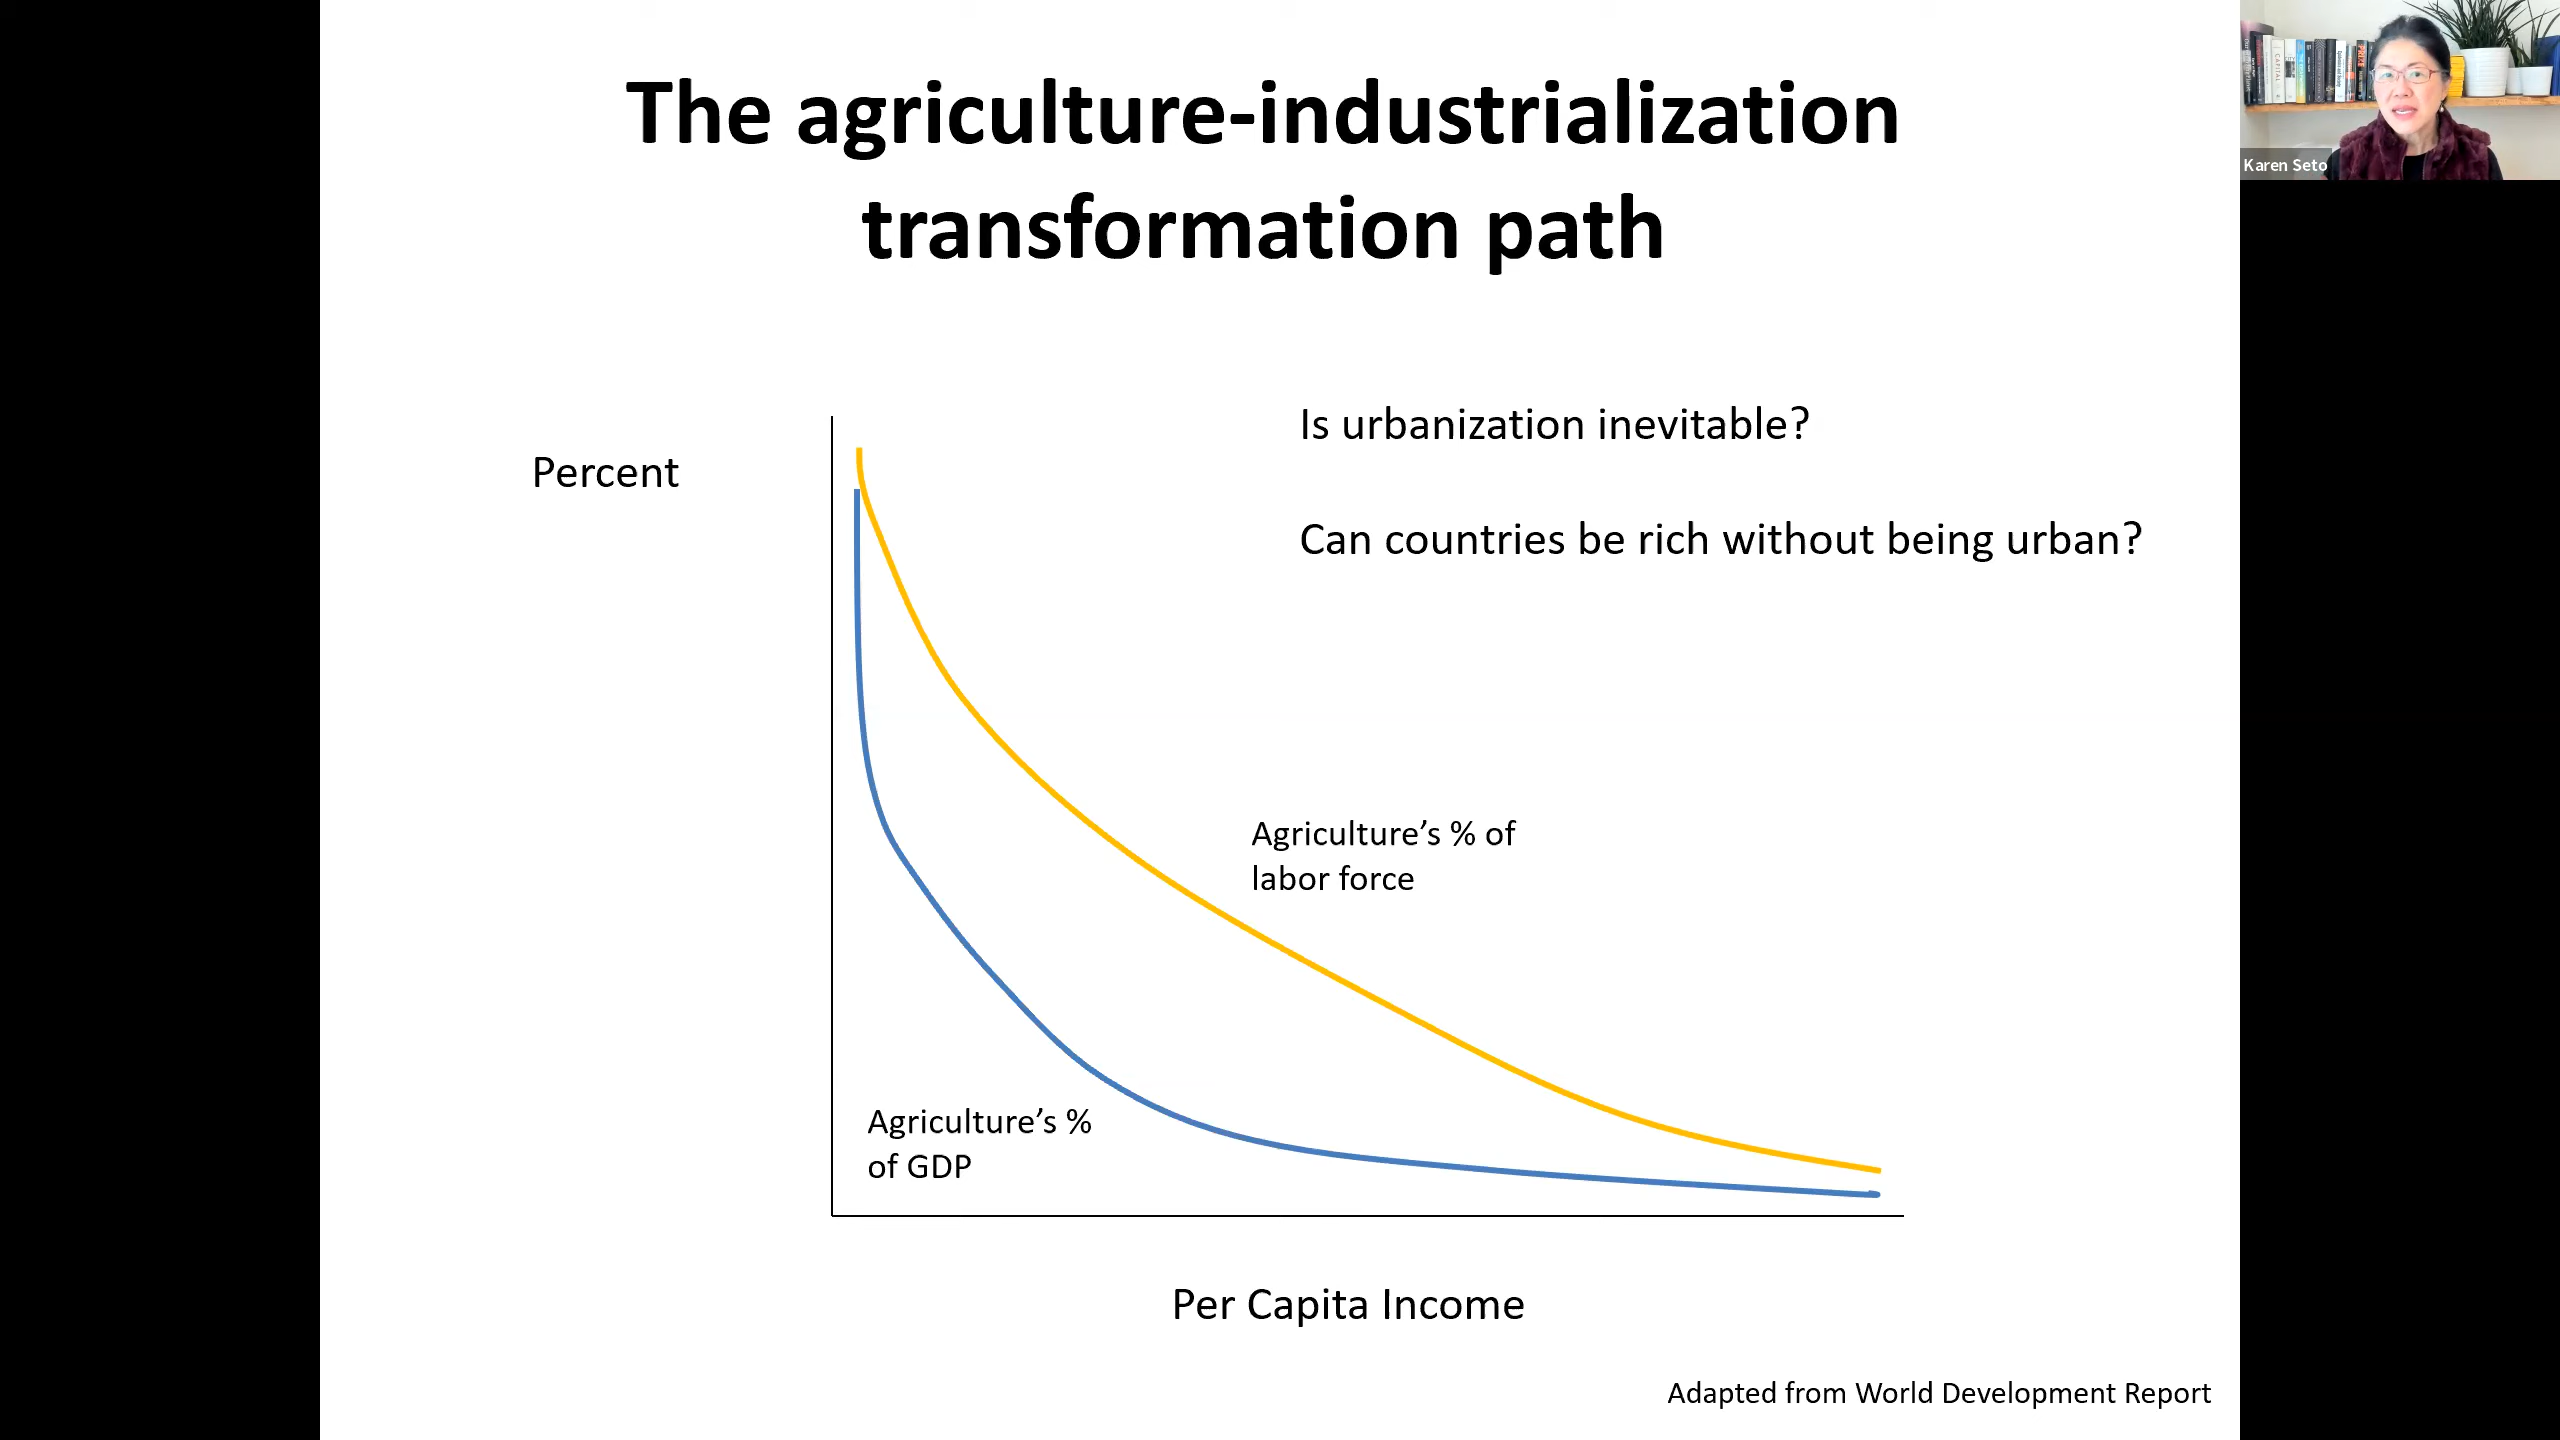 The agriculture-industrialization
transformation path
Karen Seto
Is urbanization inevitable?
Percent
Can countries be rich without being urban?
Agriculture’s % of
labor force
Agriculture’s %
of GDP
Per Capita Income
Adapted from World Development Report